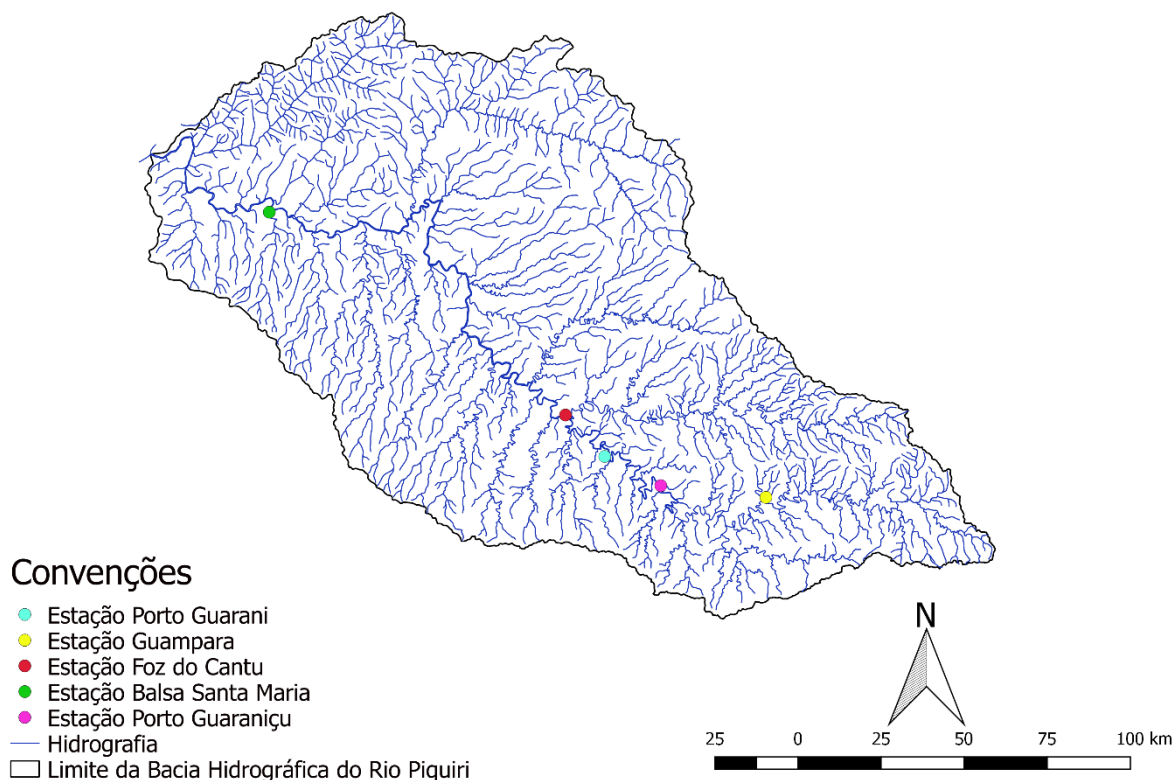 Convenções
Estação Porto Guarani
Estação Guampara
Estação Foz do Cantu
Estação Balsa Santa Maria
Estação Porto Guaraniçu
Hidrografia
Limite da Bacia Hidrográfica do Rio Piquiri
N
25 0 25 50 75 100 km